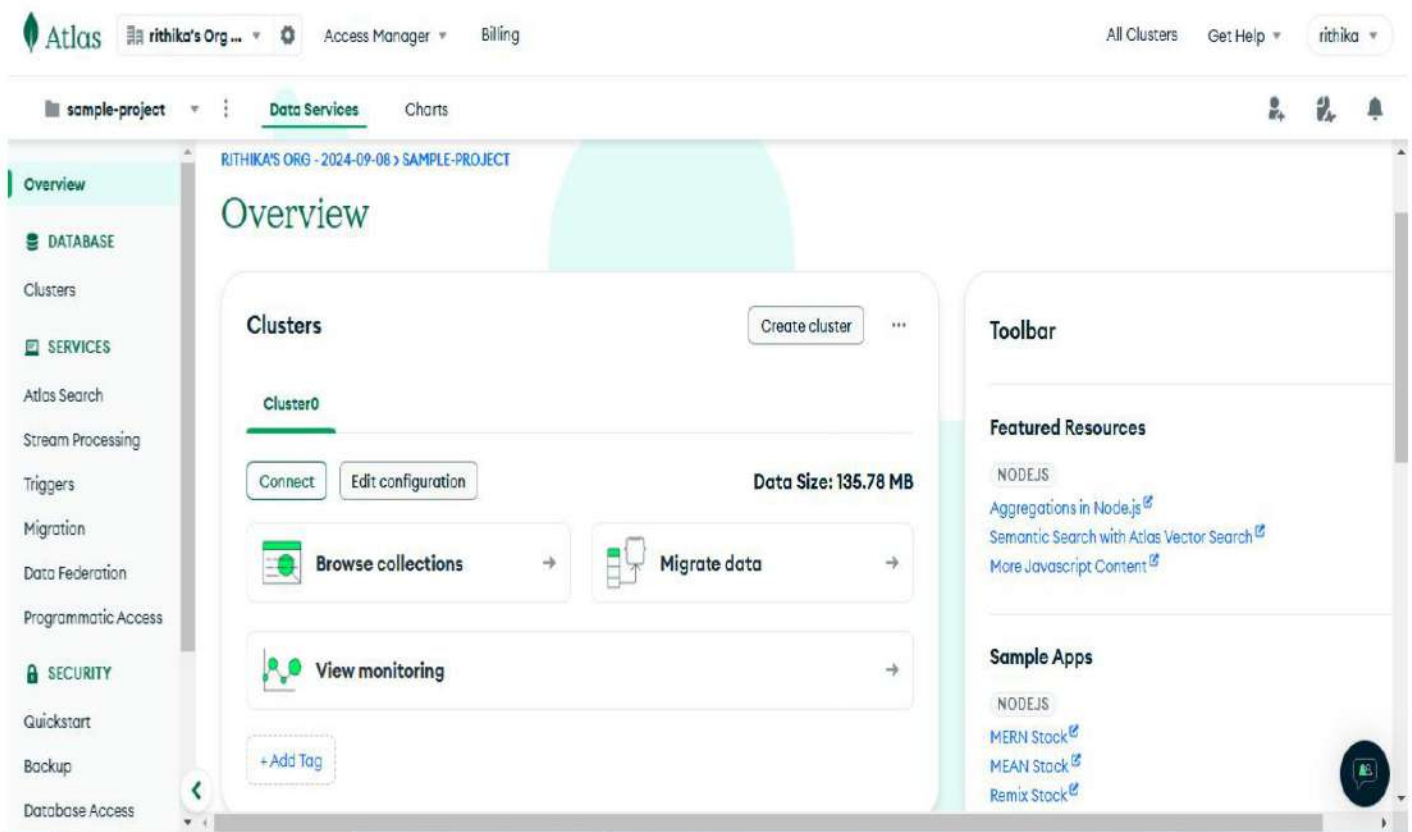 Atlas rithika's Org ... Access Manager Billing All Clusters Get Help rithika
sample-project Data Services Charts
Overview
DATABASE
Clusters
SERVICES
Atlas Search
Stream Processing
Triggers
Migration
Data Federation
Programmatic Access
SECURITY
Quickstart
Backup
Database Access
RITHIKA'S ORG - 2024-09-08 > SAMPLE-PROJECT
Overview
Clusters Create cluster ...
Cluster0
Connect Edit configuration Data Size: 135.78 MB
Browse collections → Migrate data →
View monitoring →
+ Add Tag
Toolbar
Featured Resources
NODE.JS
Aggregations in Node.js
Semantic Search with Atlas Vector Search
More Javascript Content
Sample Apps
NODE.JS
MERN Stack
MEAN Stack
Remix Stack